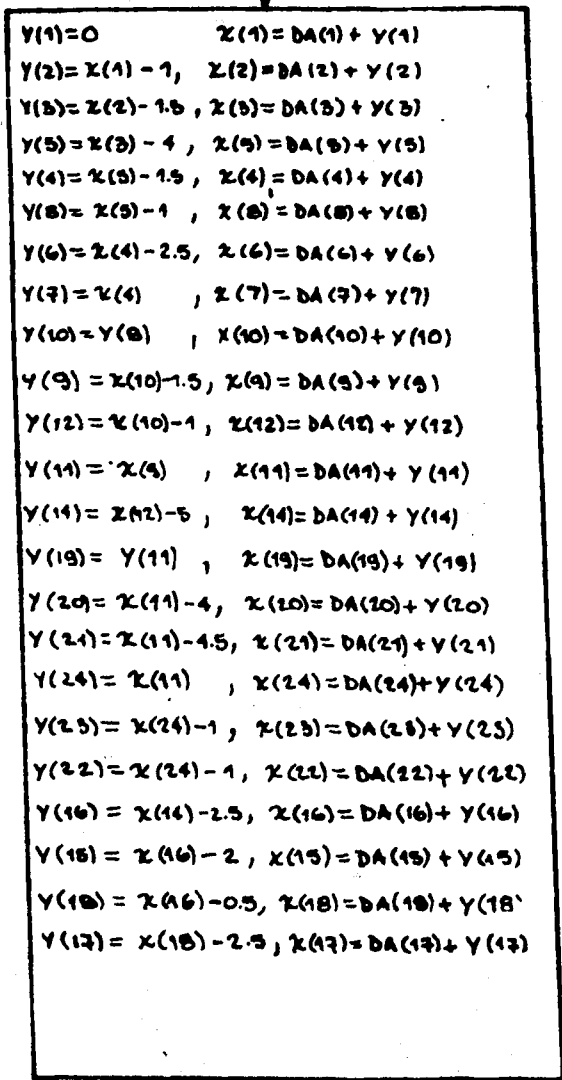 Y(1)=0 X(1)=DA(1)+Y(1)
Y(2)=X(1)-1, X(2)=DA(2)+Y(2)
Y(3)=X(2)-1.5, X(3)=DA(3)+Y(3)
Y(5)=X(3)-4, X(5)=DA(5)+Y(5)
Y(4)=X(5)-1.5, X(4)=DA(4)+Y(4)
Y(8)=X(5)-1, X(8)=DA(8)+Y(8)
Y(6)=X(4)-2.5, X(6)=DA(6)+Y(6)
Y(7)=X(6), X(7)=DA(7)+Y(7)
Y(10)=Y(8), X(10)=DA(10)+Y(10)
Y(9)=X(10)-1.5, X(9)=DA(9)+Y(9)
Y(12)=X(10)-1, X(12)=DA(12)+Y(12)
Y(11)=X(9), X(11)=DA(11)+Y(11)
Y(14)=X(12)-5, X(14)=DA(14)+Y(14)
Y(19)=Y(11), X(19)=DA(19)+Y(19)
Y(20)=X(11)-4, X(20)=DA(20)+Y(20)
Y(21)=X(11)-4.5, X(21)=DA(21)+Y(21)
Y(24)=X(11), X(24)=DA(24)+Y(24)
Y(23)=X(24)-1, X(23)=DA(23)+Y(23)
Y(22)=X(24)-1, X(22)=DA(22)+Y(22)
Y(16)=X(14)-2.5, X(16)=DA(16)+Y(16)
Y(15)=X(16)-2, X(15)=DA(15)+Y(15)
Y(18)=X(16)-0.5, X(18)=DA(18)+Y(18
Y(17)=X(18)-2.5, X(17)=DA(17)+Y(17)